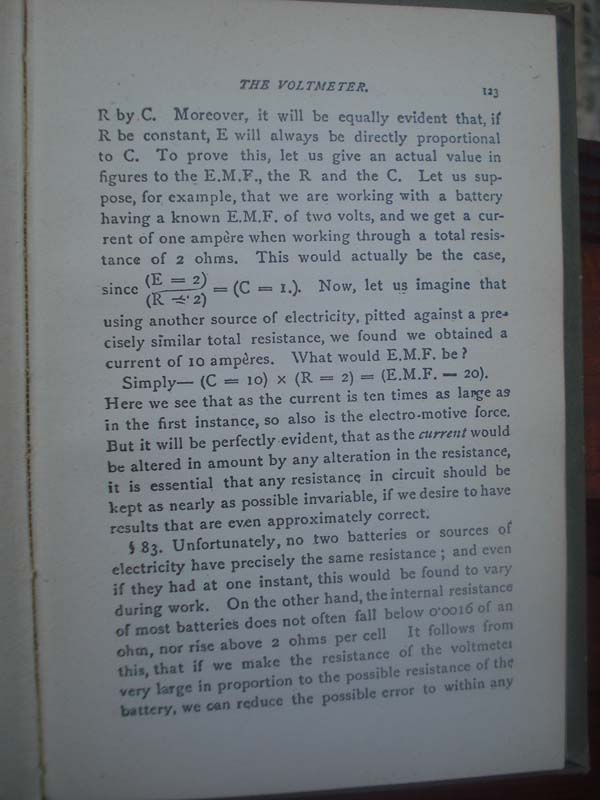 THE VOLTMETER.
123
R by C. Moreover, it will be equally evident that, if
R be constant, E will always be directly proportional
to C. To prove this, let us give an actual value in
figures to the E.M.F., the R and the C. Let us sup-
pose, for example, that we are working with a battery
having a known E.M.F. of two volts, and we get a cur-
rent of one ampère when working through a total resis-
tance of 2 ohms. This would actually be the case,
since (E = 2)/(R = 2) = (C = 1.). Now, let us imagine that
using another source of electricity, pitted against a pre-
cisely similar total resistance, we found we obtained a
current of 10 ampères. What would E.M.F. be?
Simply— (C = 10) × (R = 2) = (E.M.F. = 20).
Here we see that as the current is ten times as large as
in the first instance, so also is the electro-motive force.
But it will be perfectly evident, that as the current would
be altered in amount by any alteration in the resistance,
it is essential that any resistance in circuit should be
kept as nearly as possible invariable, if we desire to have
results that are even approximately correct.
§ 83. Unfortunately, no two batteries or sources of
electricity have precisely the same resistance; and even
if they had at one instant, this would be found to vary
during work. On the other hand, the internal resistance
of most batteries does not often fall below 0·0016 of an
ohm, nor rise above 2 ohms per cell It follows from
this, that if we make the resistance of the voltmeter
very large in proportion to the possible resistance of the
battery, we can reduce the possible error to within any